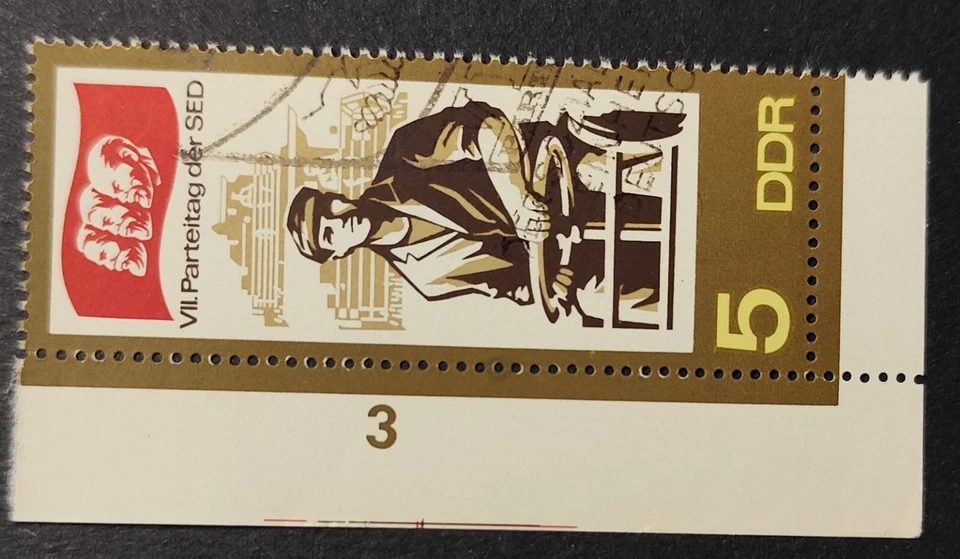 VII. Parteitag der SED
5 DDR
3